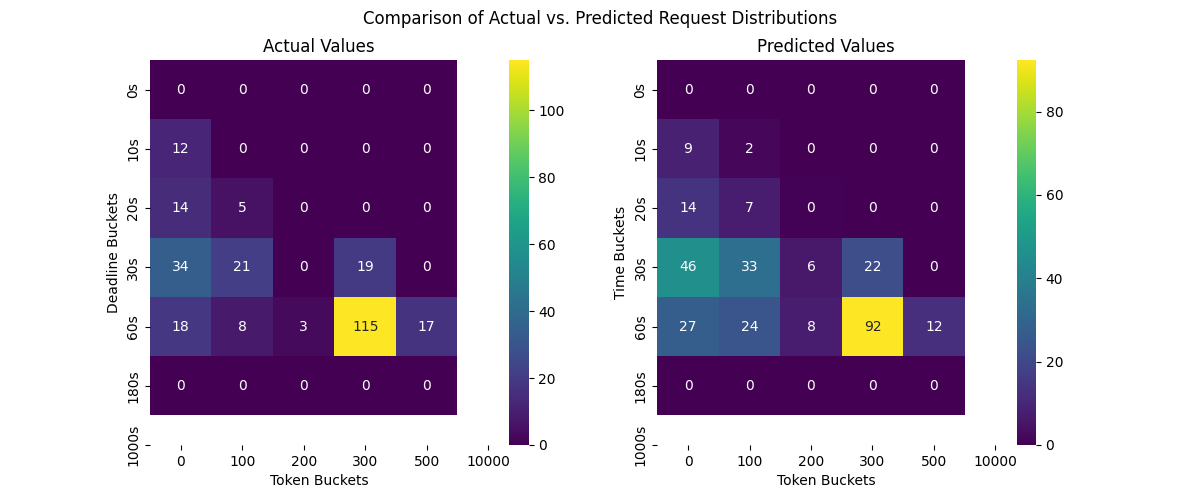 Comparison of Actual vs. Predicted Request Distributions
Actual Values
Deadline Buckets
0s 0 0 0 0 0
10s 12 0 0 0 0
20s 14 5 0 0 0
30s 34 21 0 19 0
60s 18 8 3 115 17
180s 0 0 0 0 0
1000s
0 100 200 300 500 10000
Token Buckets
100
80
60
40
20
0
Predicted Values
Time Buckets
0s 0 0 0 0 0
10s 9 2 0 0 0
20s 14 7 0 0 0
30s 46 33 6 22 0
60s 27 24 8 92 12
180s 0 0 0 0 0
1000s
0 100 200 300 500 10000
Token Buckets
80
60
40
20
0